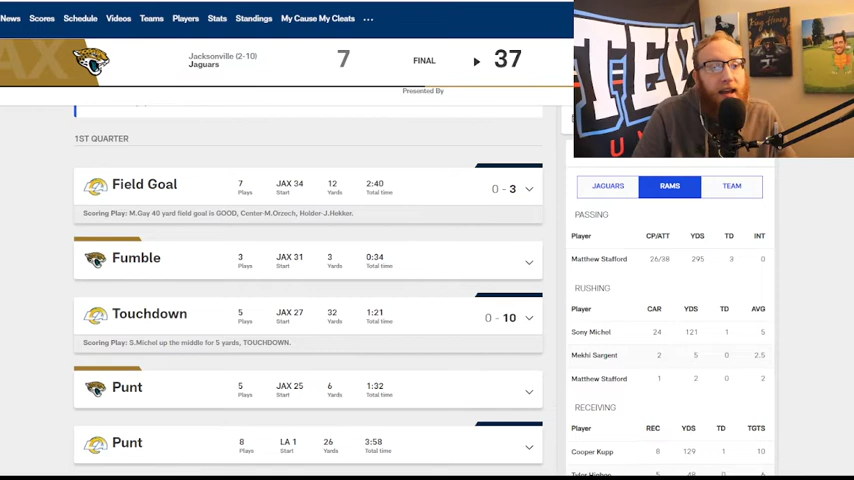 News Scores Schedule Videos Teams Players Stats Standings My Cause My Cleats ...
Jacksonville (2-10)
Jaguars
7
FINAL
37
Presented By
1ST QUARTER
Field Goal 7 Plays JAX 34 Start 12 Yards 2:40 Total time 0 - 3
Scoring Play: M.Gay 40 yard field goal is GOOD, Center-M.Orzech, Holder-J.Hekker.
Fumble 3 Plays JAX 31 Start 3 Yards 0:34 Total time
Touchdown 5 Plays JAX 27 Start 32 Yards 1:21 Total time 0 - 10
Scoring Play: S.Michel up the middle for 5 yards, TOUCHDOWN.
Punt 5 Plays JAX 25 Start 6 Yards 1:32 Total time
Punt 8 Plays LA 1 Start 26 Yards 3:58 Total time
JAGUARS RAMS TEAM
PASSING
Player CP/ATT YDS TD INT
Matthew Stafford 26/38 295 3 0
RUSHING
Player CAR YDS TD AVG
Sony Michel 24 121 1 5
Mekhi Sargent 2 5 0 2.5
Matthew Stafford 1 2 0 2
RECEIVING
Player REC YDS TD TGTS
Cooper Kupp 8 129 1 10